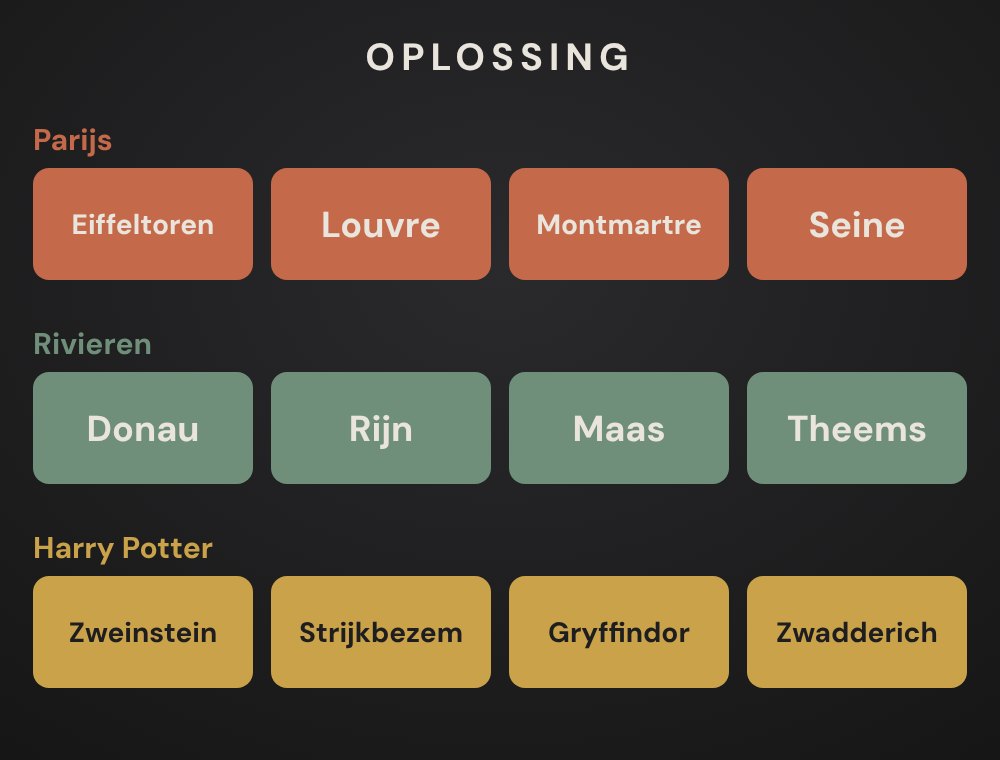 OPLOSSING
Parijs
Eiffeltoren Louvre Montmartre Seine
Rivieren
Donau Rijn Maas Theems
Harry Potter
Zweinstein Strijkbezem Gryffindor Zwadderich